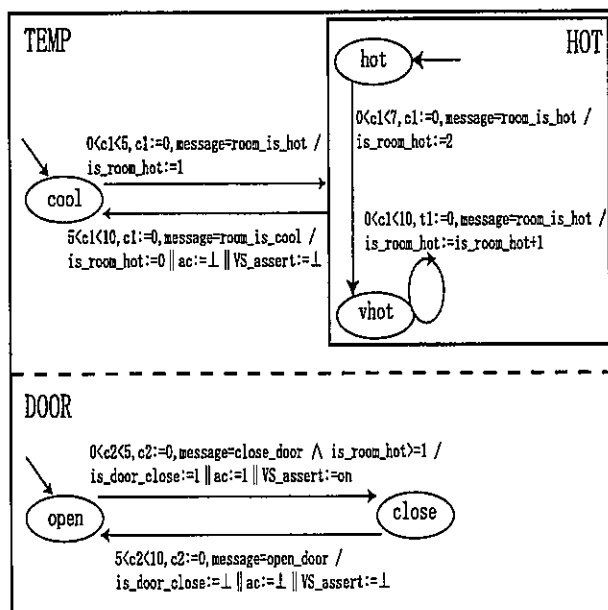 TEMP
HOT
hot
0<c1<7, c1:=0, message=room_is_hot /
is_room_hot:=2
0<c1<5, c1:=0, message=room_is_hot /
is_room_hot:=1
cool
5<c1<10, c1:=0, message=room_is_cool /
is_room_hot:=0 || ac:=⊥ || VS_assert:=⊥
0<c1<10, t1:=0, message=room_is_hot /
is_room_hot:=is_room_hot+1
vhot
DOOR
0<c2<5, c2:=0, message=close_door ∧ is_room_hot>=1 /
is_door_close:=1 || ac:=1 || VS_assert:=on
open
close
5<c2<10, c2:=0, message=open_door /
is_door_close:=⊥ || ac:=⊥ || VS_assert:=⊥